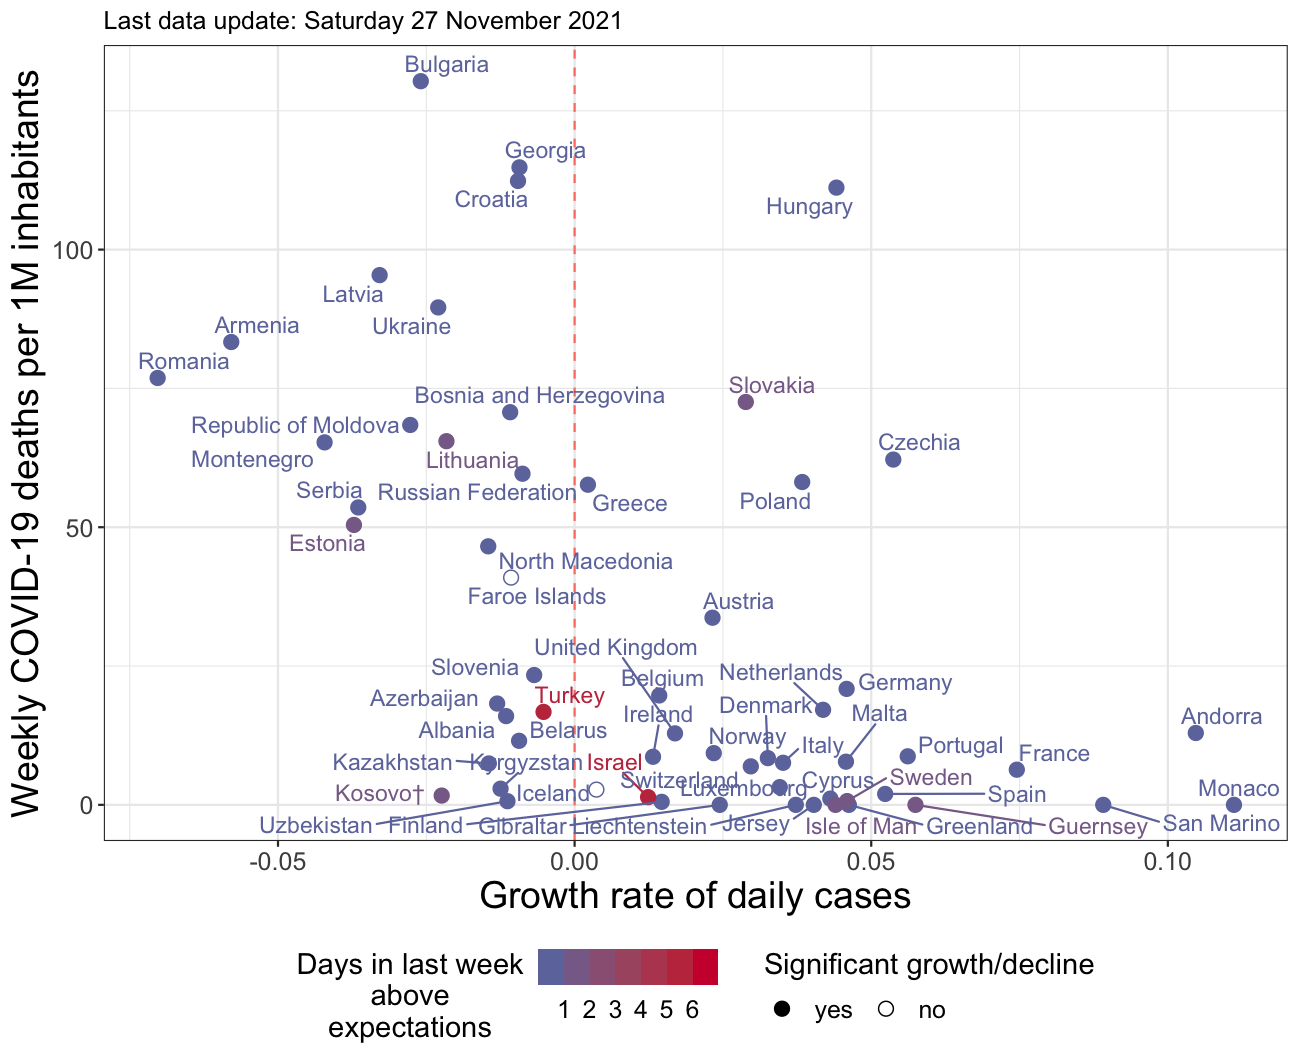 Last data update: Saturday 27 November 2021
Weekly COVID-19 deaths per 1M inhabitants
Bulgaria
Georgia
Croatia
Hungary
100
Latvia
Armenia
Ukraine
Romania
Slovakia
Bosnia and Herzegovina
Republic of Moldova
Czechia
Montenegro
Lithuania
Serbia
Russian Federation
Greece
Poland
50
Estonia
North Macedonia
Faroe Islands
Austria
United Kingdom
Slovenia
Belgium
Netherlands
Germany
Azerbaijan
Turkey
Denmark
Ireland
Malta
Andorra
Albania
Belarus
Norway
Italy
Portugal
France
Kazakhstan
Kyrgyzstan
Israel
Switzerland
Cyprus
Sweden
Luxembourg
Monaco
Kosovo†
Iceland
Spain
0
Uzbekistan
Finland
Gibraltar
Liechtenstein
Jersey
Isle of Man
Greenland
Guernsey
San Marino
-0.05 0.00 0.05 0.10
Growth rate of daily cases
Days in last week
above
expectations
1 2 3 4 5 6
Significant growth/decline
yes no